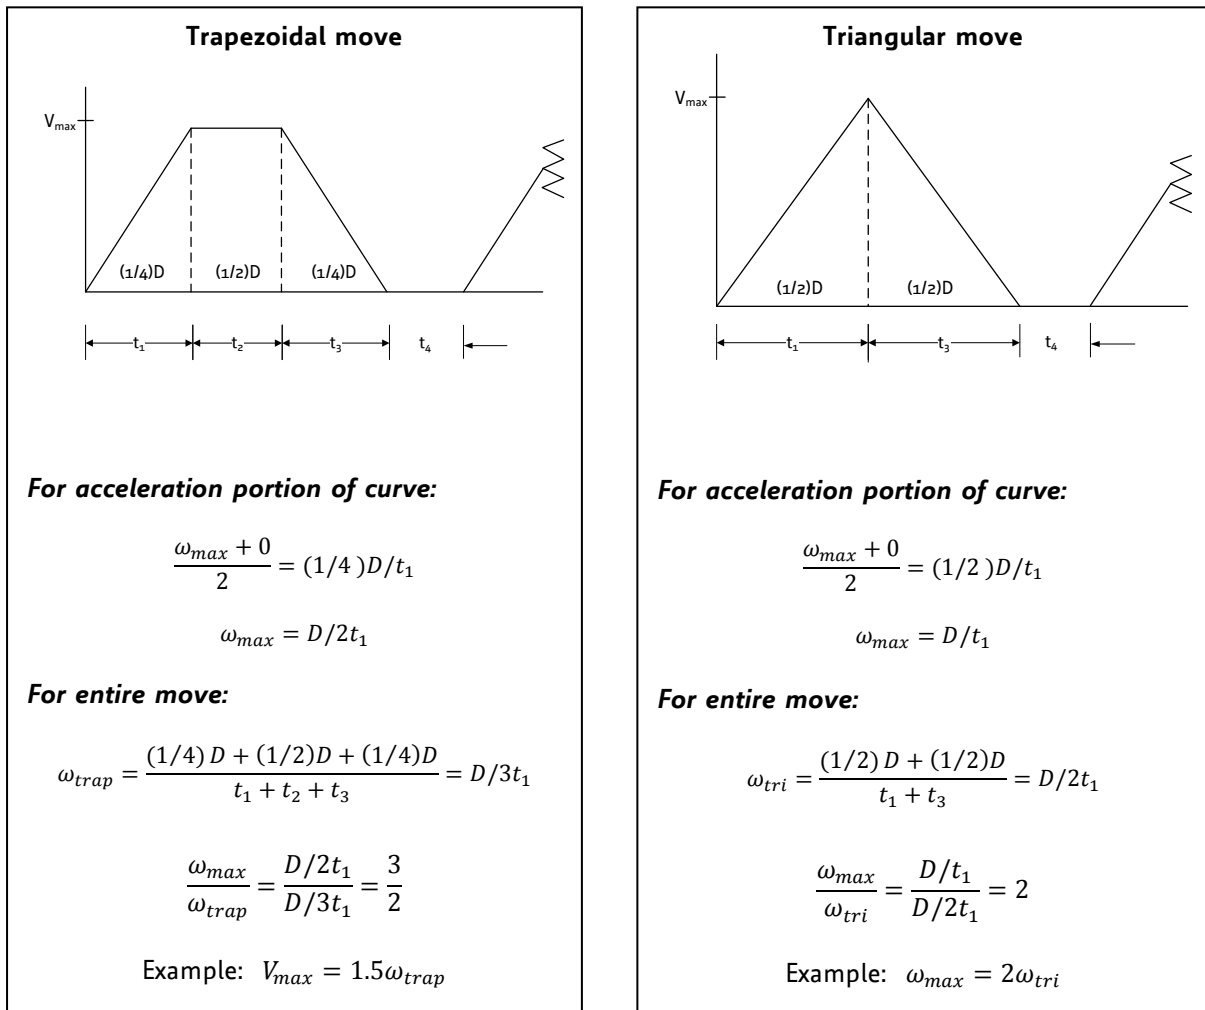 Trapezoidal move
Vmax
(1/4)D (1/2)D (1/4)D
t1 t2 t3 t4
For acceleration portion of curve:
(ωmax + 0)/2 = (1/4 )D/t1
ωmax = D/2t1
For entire move:
ωtrap = ((1/4) D + (1/2)D + (1/4)D)/(t1 + t2 + t3) = D/3t1
ωmax/ωtrap = (D/2t1)/(D/3t1) = 3/2
Example: Vmax = 1.5ωtrap
Triangular move
Vmax
(1/2)D (1/2)D
t1 t3 t4
For acceleration portion of curve:
(ωmax + 0)/2 = (1/2 )D/t1
ωmax = D/t1
For entire move:
ωtri = ((1/2) D + (1/2)D)/(t1 + t3) = D/2t1
ωmax/ωtri = (D/t1)/(D/2t1) = 2
Example: ωmax = 2ωtri